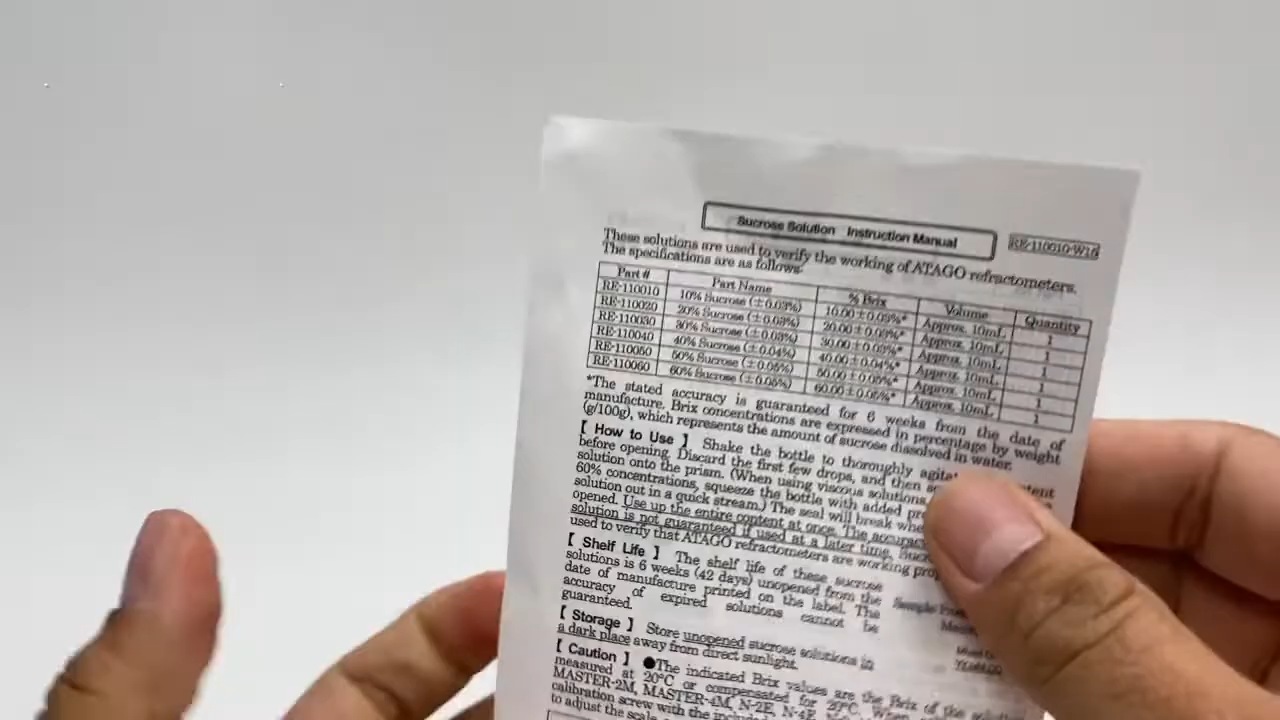 Sucrose Solution Instruction Manual
RE-110010-W10
These solutions are used to verify the working of ATAGO refractometers.
The specifications are as follows:
Part # Part Name % Brix Volume Quantity
RE-110010 10% Sucrose (±0.03%) 10.00±0.03%* Approx. 10mL 1
RE-110020 20% Sucrose (±0.03%) 20.00±0.03%* Approx. 10mL 1
RE-110030 30% Sucrose (±0.03%) 30.00±0.03%* Approx. 10mL 1
RE-110040 40% Sucrose (±0.04%) 40.00±0.04%* Approx. 10mL 1
RE-110050 50% Sucrose (±0.05%) 50.00±0.05%* Approx. 10mL 1
RE-110060 60% Sucrose (±0.05%) 60.00±0.05%* Approx. 10mL 1
*The stated accuracy is guaranteed for 6 weeks from the date of
manufacture. Brix concentrations are expressed in percentage by weight
(g/100g), which represents the amount of sucrose dissolved in water.
【 How to Use 】 Shake the bottle to thoroughly
before opening. Discard the first few drops, and then
solution onto the prism. (When using viscous solutions,
60% concentrations, squeeze the bottle with added
solution out in a quick stream.) The seal will break
opened. Use up the entire content at once. The
solution is not guaranteed if used at a later time.
used to verify that ATAGO refractometers are working
【 Shelf Life 】 The shelf life of these sucrose
solutions is 6 weeks (42 days) unopened from the
date of manufacture printed on the label. The
accuracy of expired solutions cannot be
guaranteed.
【 Storage 】 Store unopened sucrose solutions in
a dark place away from direct sunlight.
【 Caution 】 ●The indicated Brix values are the Brix of the
measured at 20°C or compensated for 20°C. When
MASTER-2M, MASTER-4M, N-2E, N-4E,
calibration screw with the
to adjust the scale